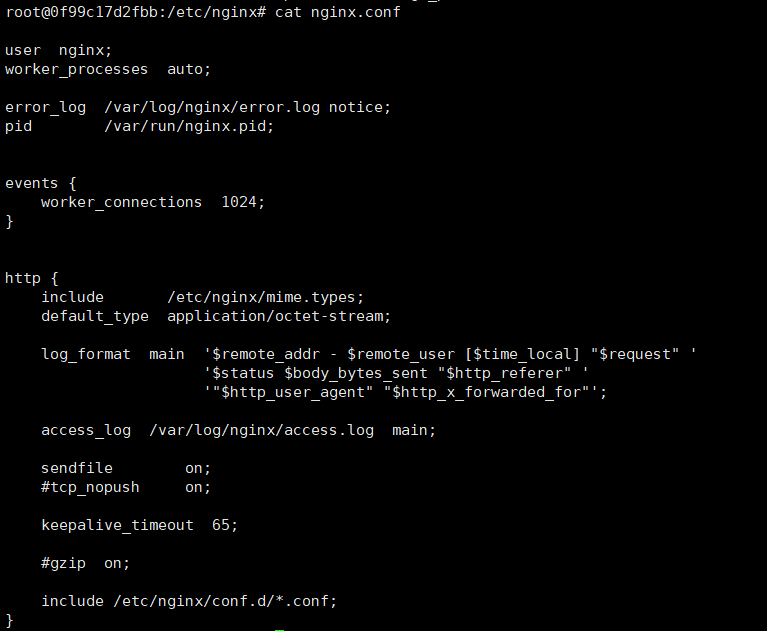 root@0f99c17d2fbb:/etc/nginx# cat nginx.conf
user  nginx;
worker_processes  auto;
error_log  /var/log/nginx/error.log notice;
pid        /var/run/nginx.pid;
events {
    worker_connections  1024;
}
http {
    include       /etc/nginx/mime.types;
    default_type  application/octet-stream;
    log_format  main  '$remote_addr - $remote_user [$time_local] "$request" '
                      '$status $body_bytes_sent "$http_referer" '
                      '"$http_user_agent" "$http_x_forwarded_for"';
    access_log  /var/log/nginx/access.log  main;
    sendfile        on;
    #tcp_nopush     on;
    keepalive_timeout  65;
    #gzip  on;
    include /etc/nginx/conf.d/*.conf;
}